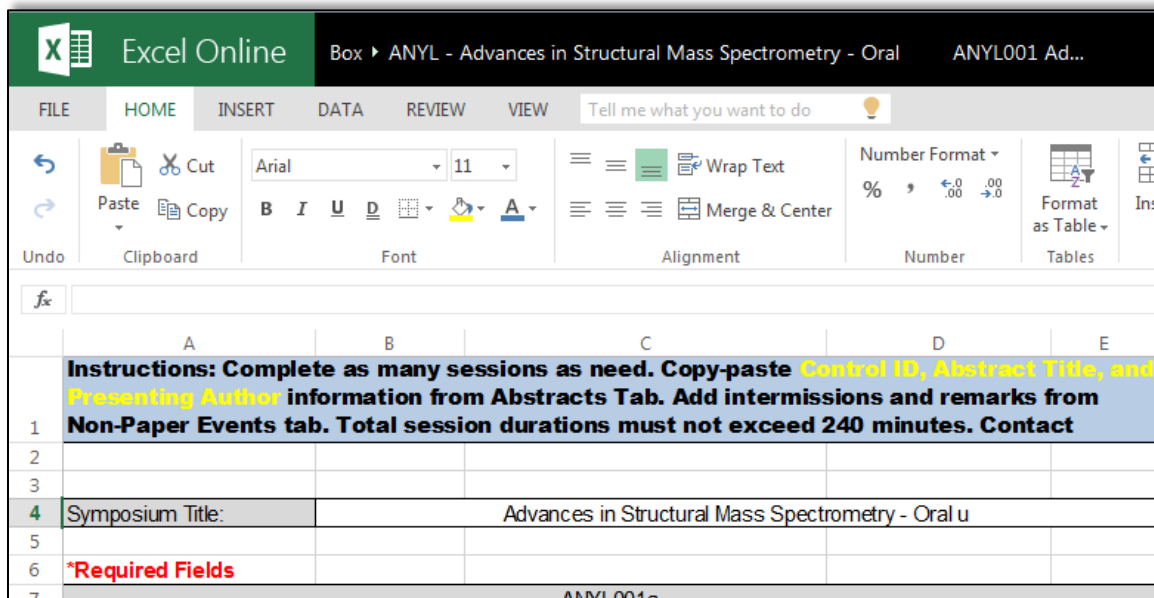 Excel Online Box ▸ ANYL - Advances in Structural Mass Spectrometry - Oral ANYL001 Ad...
FILE HOME INSERT DATA REVIEW VIEW Tell me what you want to do
Cut Arial 11 Wrap Text Number Format
Paste Copy B I U D A Merge & Center % , .0 .00 .00 .0 Format as Table Ins
Undo Clipboard Font Alignment Number Tables
fx
A B C D E
Instructions: Complete as many sessions as need. Copy-paste Control ID, Abstract Title, and
Presenting Author information from Abstracts Tab. Add intermissions and remarks from
1 Non-Paper Events tab. Total session durations must not exceed 240 minutes. Contact
2
3
4 Symposium Title: Advances in Structural Mass Spectrometry - Oral u
5
6 *Required Fields
7 ANYL001a